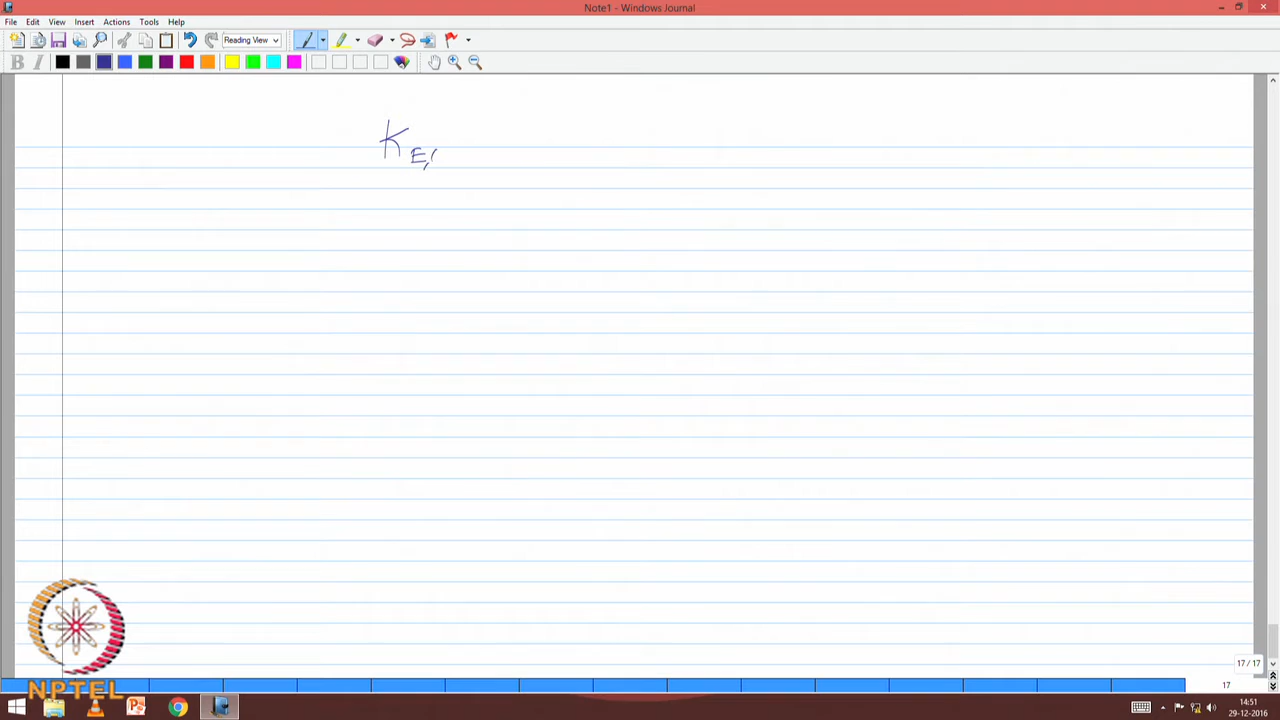 Note1 - Windows Journal
File Edit View Insert Actions Tools Help
Reading View
B I
K E,(
17 / 17
17
NPTEL
14:51
29-12-2016